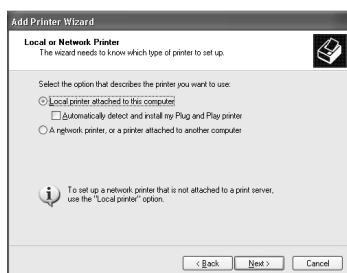 Add Printer Wizard
Local or Network Printer
The wizard needs to know which type of printer to set up.
Select the option that describes the printer you want to use:
Local printer attached to this computer
Automatically detect and install my Plug and Play printer
A network printer, or a printer attached to another computer
To set up a network printer that is not attached to a print server,
use the "Local printer" option.
< Back Next > Cancel